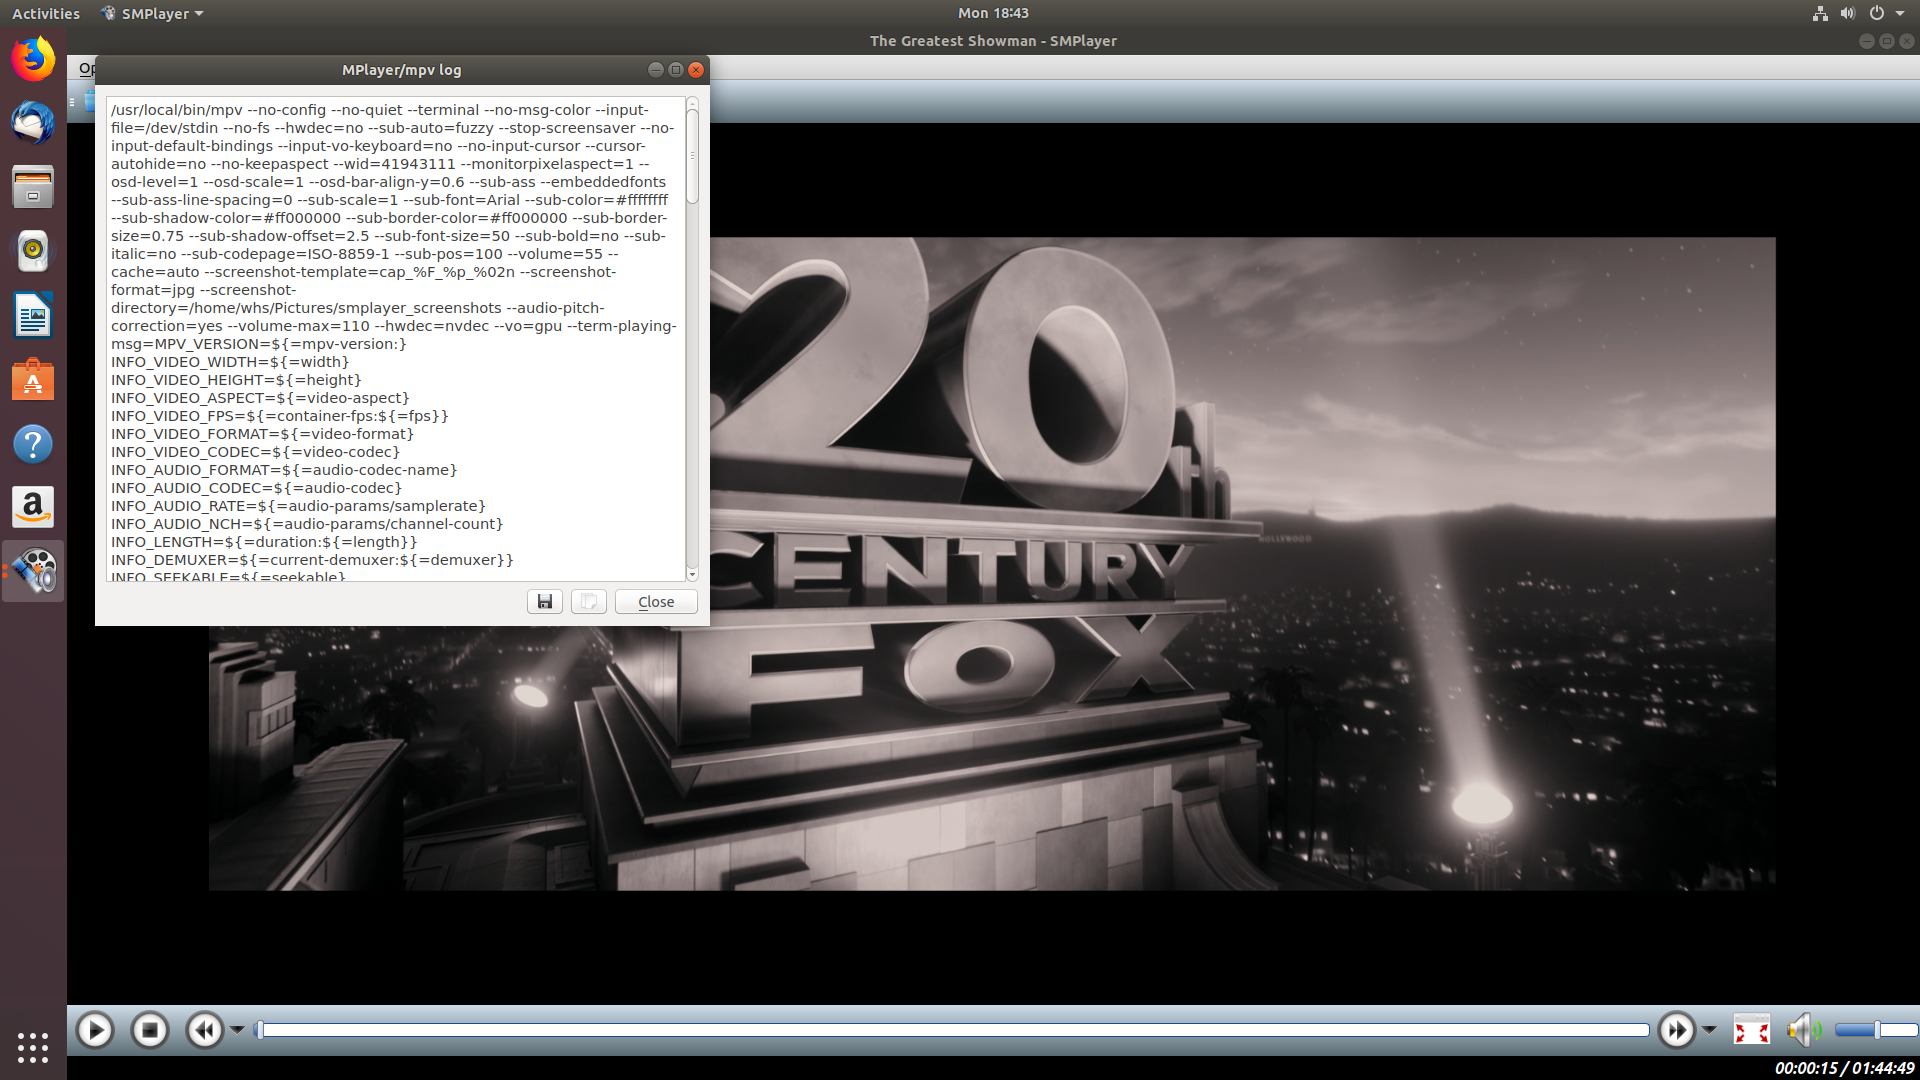 Activities
SMPlayer
Mon 18:43
The Greatest Showman - SMPlayer
Op
MPlayer/mpv log
/usr/local/bin/mpv --no-config --no-quiet --terminal --no-msg-color --input-
file=/dev/stdin --no-fs --hwdec=no --sub-auto=fuzzy --stop-screensaver --no-
input-default-bindings --input-vo-keyboard=no --no-input-cursor --cursor-
autohide=no --no-keepaspect --wid=41943111 --monitorpixelaspect=1 --
osd-level=1 --osd-scale=1 --osd-bar-align-y=0.6 --sub-ass --embeddedfonts
--sub-ass-line-spacing=0 --sub-scale=1 --sub-font=Arial --sub-color=#ffffffff
--sub-shadow-color=#ff000000 --sub-border-color=#ff000000 --sub-border-
size=0.75 --sub-shadow-offset=2.5 --sub-font-size=50 --sub-bold=no --sub-
italic=no --sub-codepage=ISO-8859-1 --sub-pos=100 --volume=55 --
cache=auto --screenshot-template=cap_%F_%p_%02n --screenshot-
format=jpg --screenshot-
directory=/home/whs/Pictures/smplayer_screenshots --audio-pitch-
correction=yes --volume-max=110 --hwdec=nvdec --vo=gpu --term-playing-
msg=MPV_VERSION=${=mpv-version:}
INFO_VIDEO_WIDTH=${=width}
INFO_VIDEO_HEIGHT=${=height}
INFO_VIDEO_ASPECT=${=video-aspect}
INFO_VIDEO_FPS=${=container-fps:${=fps}}
INFO_VIDEO_FORMAT=${=video-format}
INFO_VIDEO_CODEC=${=video-codec}
INFO_AUDIO_FORMAT=${=audio-codec-name}
INFO_AUDIO_CODEC=${=audio-codec}
INFO_AUDIO_RATE=${=audio-params/samplerate}
INFO_AUDIO_NCH=${=audio-params/channel-count}
INFO_LENGTH=${=duration:${=length}}
INFO_DEMUXER=${=current-demuxer:${=demuxer}}
INFO_SEEKABLE=${=seekable}
Close
20th
CENTURY
FOX
HOLLYWOOD
00:00:15 / 01:44:49